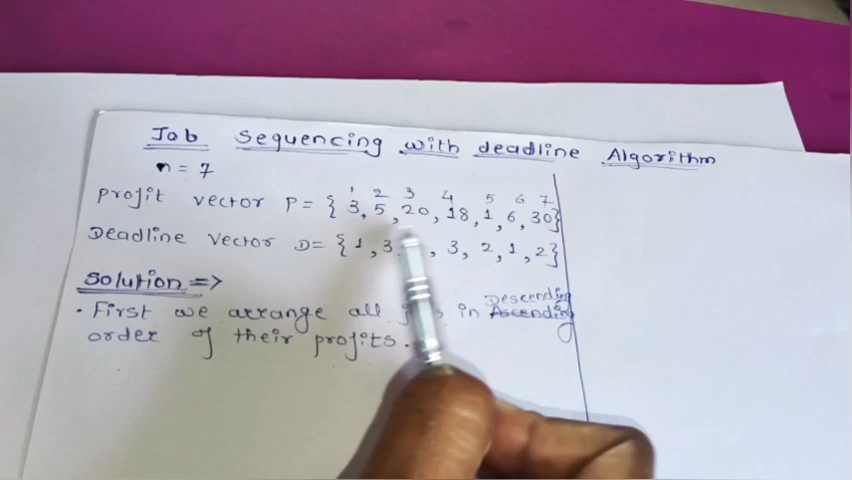 Job Sequencing with deadline Algorithm
n = 7
1 2 3 4 5 6 7
Profit vector P = { 3, 5, 20, 18, 1, 6, 30}
Deadline Vector D = { 1, 3, , 3, 2, 1, 2}
Solution =>
Descending
• First we arrange all in Ascending
order of their profits.